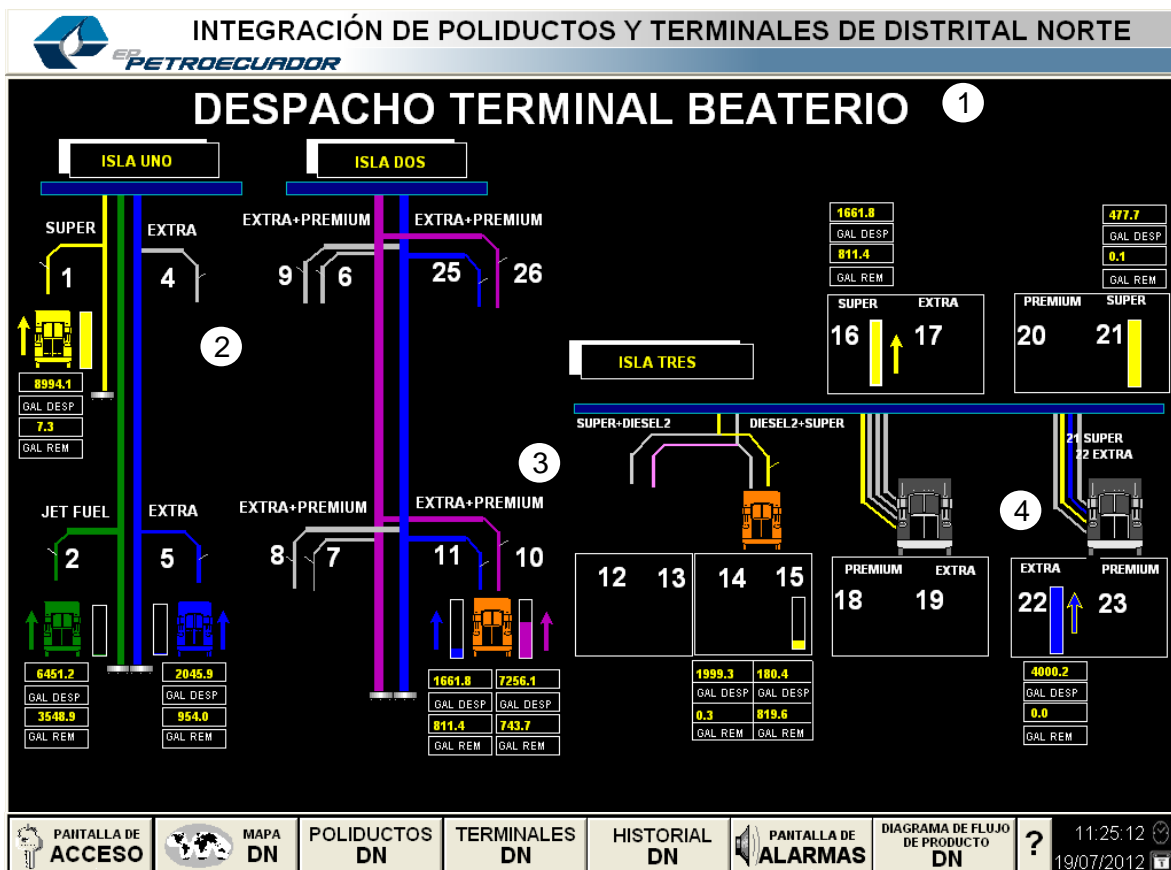 INTEGRACIÓN DE POLIDUCTOS Y TERMINALES DE DISTRITAL NORTE
EP
PETROECUADOR
DESPACHO TERMINAL BEATERIO 1
ISLA UNO
ISLA DOS
SUPER
EXTRA
EXTRA+PREMIUM
EXTRA+PREMIUM
1
4
9
6
25
26
2
8994.1
GAL DESP
7.3
GAL REM
1661.8
GAL DESP
811.4
GAL REM
477.7
GAL DESP
0.1
GAL REM
SUPER
EXTRA
16
17
PREMIUM
SUPER
20
21
ISLA TRES
SUPER+DIESEL2
DIESEL2+SUPER
21 SUPER
22 EXTRA
3
4
JET FUEL
EXTRA
EXTRA+PREMIUM
EXTRA+PREMIUM
2
5
8
7
11
10
12
13
14
15
PREMIUM
EXTRA
18
19
EXTRA
PREMIUM
22
23
6451.2
GAL DESP
3548.9
GAL REM
2045.9
GAL DESP
954.0
GAL REM
1661.8
7256.1
GAL DESP
GAL DESP
811.4
743.7
GAL REM
GAL REM
1999.3
180.4
GAL DESP
GAL DESP
0.3
819.6
GAL REM
GAL REM
4000.2
GAL DESP
0.0
GAL REM
PANTALLA DE
ACCESO
MAPA
DN
POLIDUCTOS
DN
TERMINALES
DN
HISTORIAL
DN
PANTALLA DE
ALARMAS
DIAGRAMA DE FLUJO
DE PRODUCTO
DN
?
11:25:12
19/07/2012